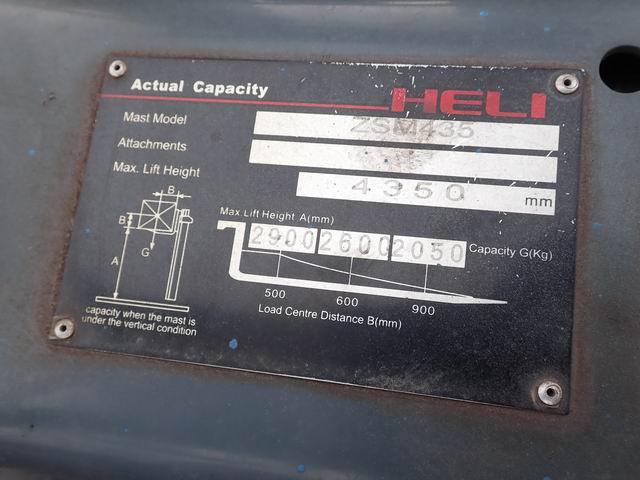 Actual Capacity
HELI
Mast Model ZSM435
Attachments
Max. Lift Height 4350 mm
Max.Lift Height A(mm)
2900 2600 2050 Capacity G(Kg)
500 600 900
Load Centre Distance B(mm)
B
B
G
A
capacity when the mast is
under the vertical condition